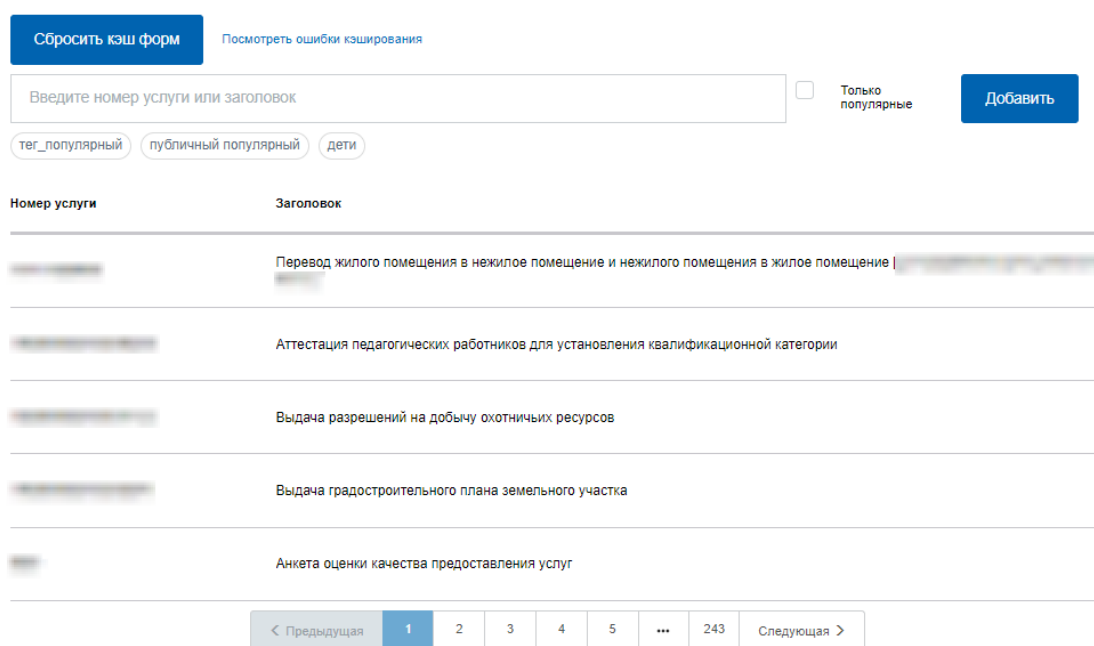 Сбросить кэш форм
Посмотреть ошибки кэширования
Введите номер услуги или заголовок
Только
популярные
Добавить
тег_популярный
публичный популярный
дети
Номер услуги
Заголовок
Перевод жилого помещения в нежилое помещение и нежилого помещения в жилое помещение
Аттестация педагогических работников для установления квалификационной категории
Выдача разрешений на добычу охотничьих ресурсов
Выдача градостроительного плана земельного участка
Анкета оценки качества предоставления услуг
Предыдущая 1 2 3 4 5 ••• 243 Следующая